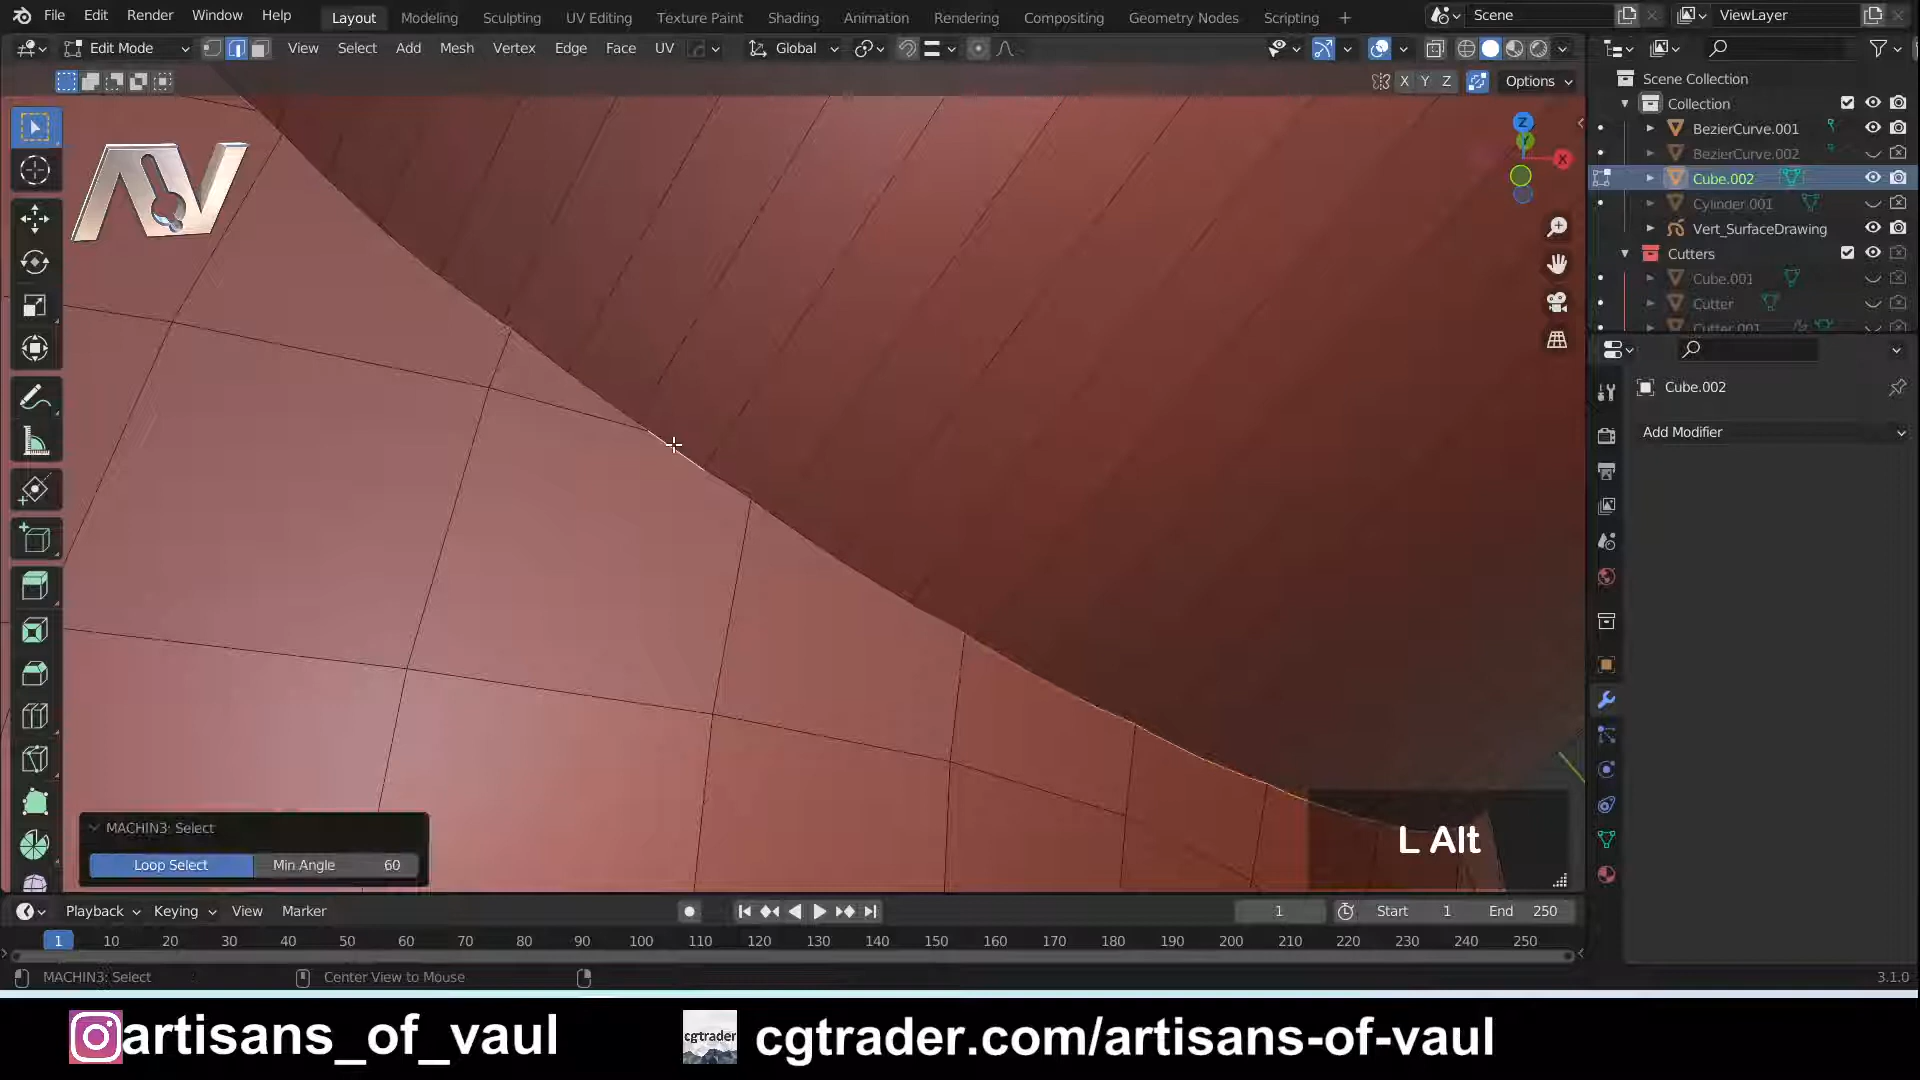 File Edit Render Window Help Layout Modeling Sculpting UV Editing Texture Paint Shading Animation Rendering Compositing Geometry Nodes Scripting + Scene ViewLayer
Edit Mode View Select Add Mesh Vertex Edge Face UV Global
X Y Z Options
Scene Collection
Collection
BezierCurve.001
BezierCurve.002
Cube.002
Cylinder.001
Vert_SurfaceDrawing
Cutters
Cube.001
Cutter
Cutter.001
Z
X
AV
Cube.002
Add Modifier
MACHIN3: Select
Loop Select Min Angle 60
L Alt
Playback Keying View Marker 1 Start 1 End 250
1 10 20 30 40 50 60 70 80 90 100 110 120 130 140 150 160 170 180 190 200 210 220 230 240 250
MACHIN3: Select Center View to Mouse 3.1.0
artisans_of_vaul cgtrader cgtrader.com/artisans-of-vaul